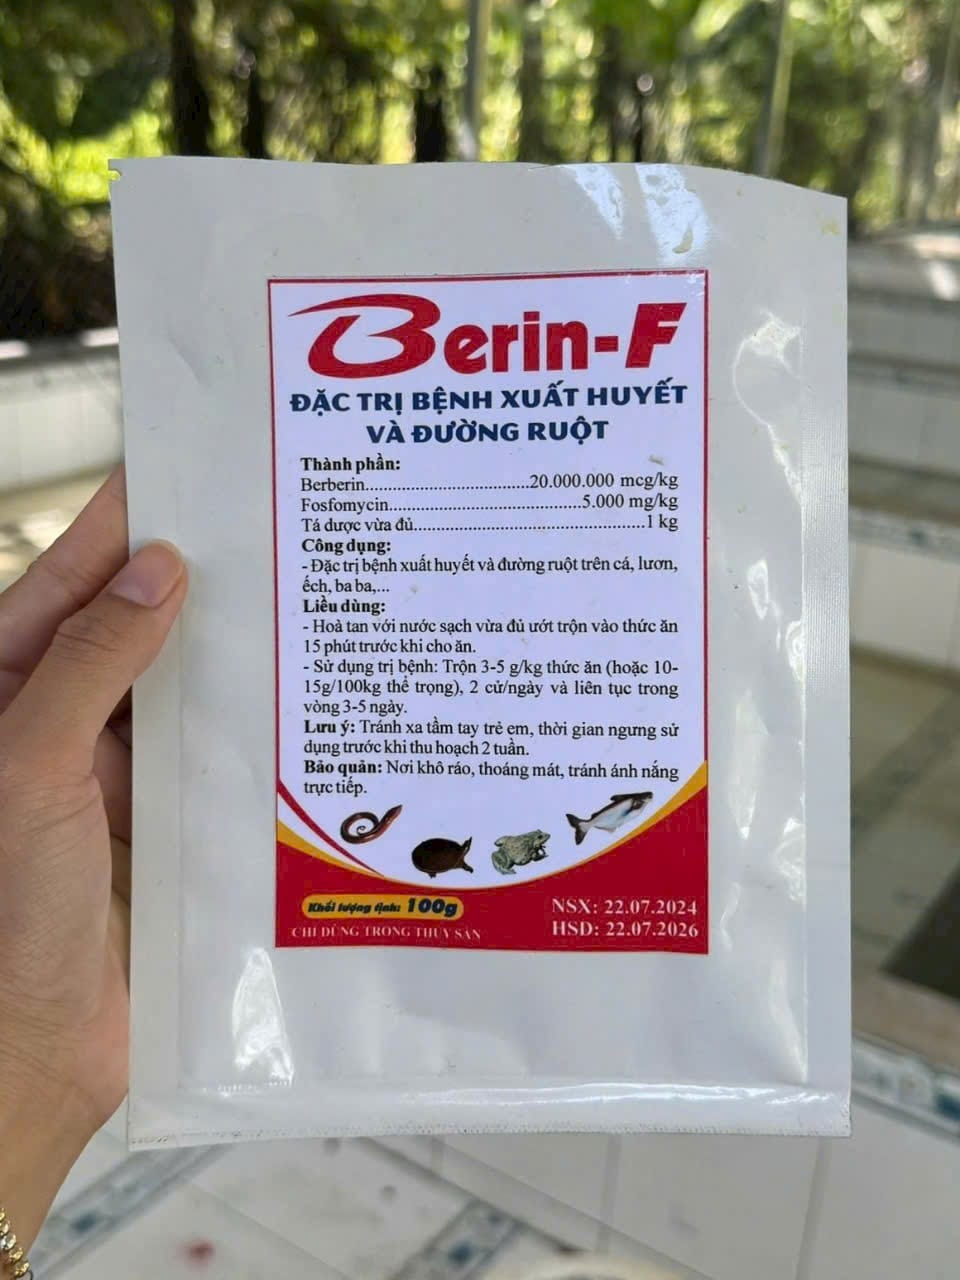 Berin-F
ĐẶC TRỊ BỆNH XUẤT HUYẾT
VÀ ĐƯỜNG RUỘT
Thành phần:
Berberin.................................20.000.000 mcg/kg
Fosfomycin.......................................5.000 mg/kg
Tá dược vừa đủ..............................................1 kg
Công dụng:
- Đặc trị bệnh xuất huyết và đường ruột trên cá, lươn,
ếch, ba ba,...
Liều dùng:
- Hoà tan với nước sạch vừa đủ ướt trộn vào thức ăn
15 phút trước khi cho ăn.
- Sử dụng trị bệnh: Trộn 3-5 g/kg thức ăn (hoặc 10-
15g/100kg thể trọng), 2 cử/ngày và liên tục trong
vòng 3-5 ngày.
Lưu ý: Tránh xa tầm tay trẻ em, thời gian ngưng sử
dụng trước khi thu hoạch 2 tuần.
Bảo quản: Nơi khô ráo, thoáng mát, tránh ánh nắng
trực tiếp.
Khối lượng tịnh: 100g
CHỈ DÙNG TRONG THUỶ SẢN
NSX: 22.07.2024
HSD: 22.07.2026